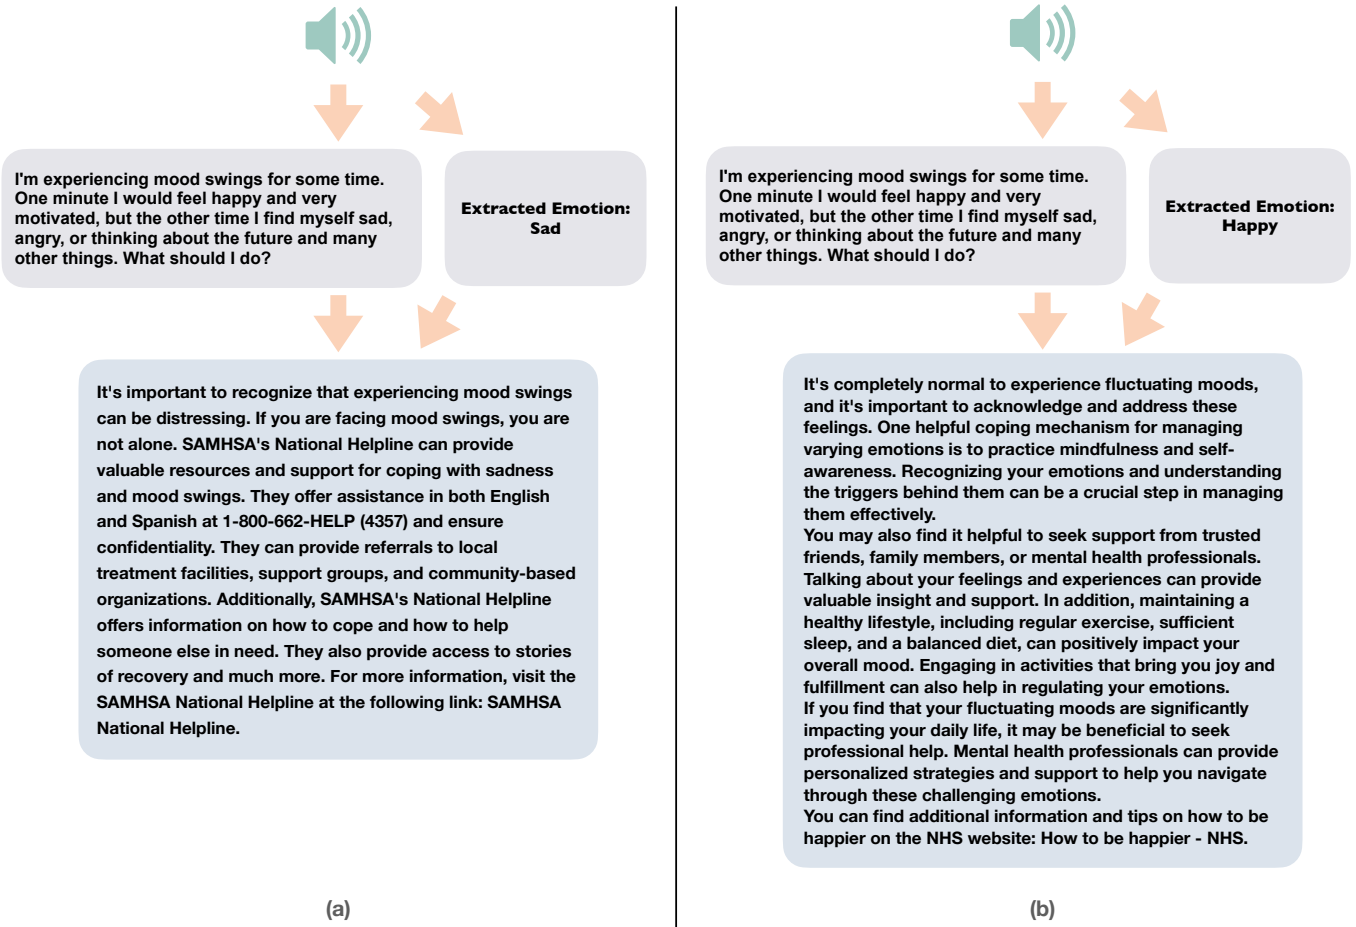 I'm experiencing mood swings for some time.
One minute I would feel happy and very
motivated, but the other time I find myself sad,
angry, or thinking about the future and many
other things. What should I do?
Extracted Emotion:
Sad
It's important to recognize that experiencing mood swings
can be distressing. If you are facing mood swings, you are
not alone. SAMHSA's National Helpline can provide
valuable resources and support for coping with sadness
and mood swings. They offer assistance in both English
and Spanish at 1-800-662-HELP (4357) and ensure
confidentiality. They can provide referrals to local
treatment facilities, support groups, and community-based
organizations. Additionally, SAMHSA's National Helpline
offers information on how to cope and how to help
someone else in need. They also provide access to stories
of recovery and much more. For more information, visit the
SAMHSA National Helpline at the following link: SAMHSA
National Helpline.
(a)
I'm experiencing mood swings for some time.
One minute I would feel happy and very
motivated, but the other time I find myself sad,
angry, or thinking about the future and many
other things. What should I do?
Extracted Emotion:
Happy
It's completely normal to experience fluctuating moods,
and it's important to acknowledge and address these
feelings. One helpful coping mechanism for managing
varying emotions is to practice mindfulness and self-
awareness. Recognizing your emotions and understanding
the triggers behind them can be a crucial step in managing
them effectively.
You may also find it helpful to seek support from trusted
friends, family members, or mental health professionals.
Talking about your feelings and experiences can provide
valuable insight and support. In addition, maintaining a
healthy lifestyle, including regular exercise, sufficient
sleep, and a balanced diet, can positively impact your
overall mood. Engaging in activities that bring you joy and
fulfillment can also help in regulating your emotions.
If you find that your fluctuating moods are significantly
impacting your daily life, it may be beneficial to seek
professional help. Mental health professionals can provide
personalized strategies and support to help you navigate
through these challenging emotions.
You can find additional information and tips on how to be
happier on the NHS website: How to be happier - NHS.
(b)